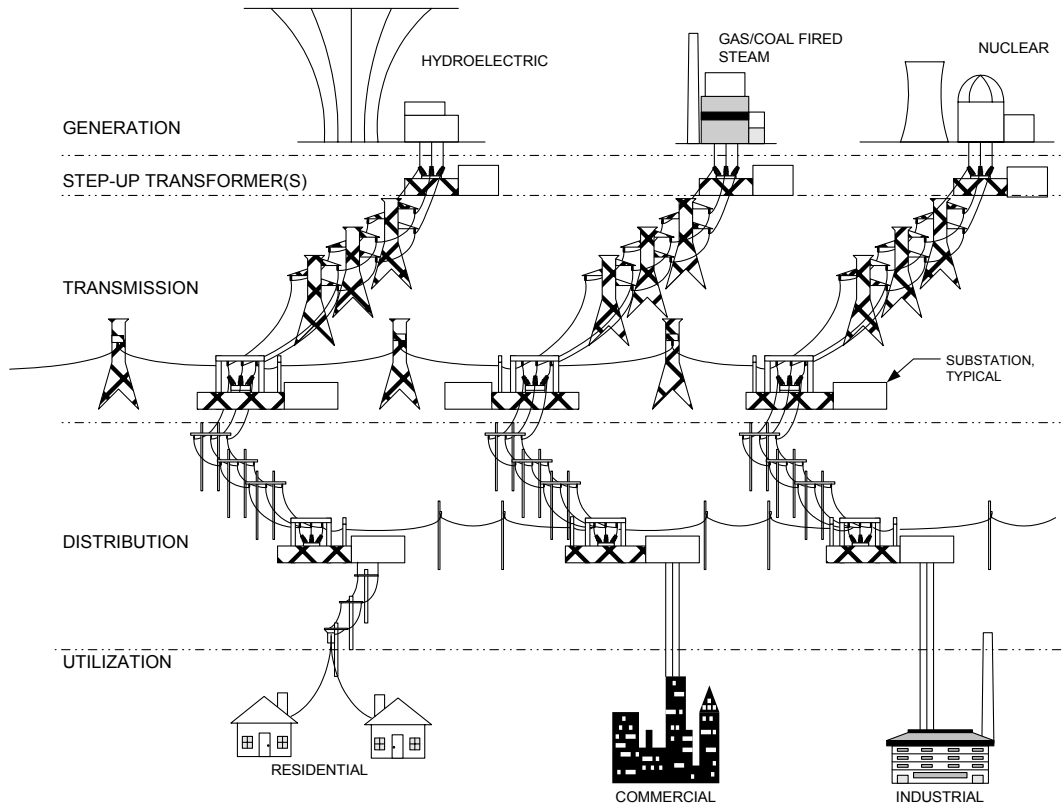 HYDROELECTRIC
GAS/COAL FIRED
STEAM
NUCLEAR
GENERATION
STEP-UP TRANSFORMER(S)
TRANSMISSION
SUBSTATION,
TYPICAL
DISTRIBUTION
UTILIZATION
RESIDENTIAL
COMMERCIAL
INDUSTRIAL